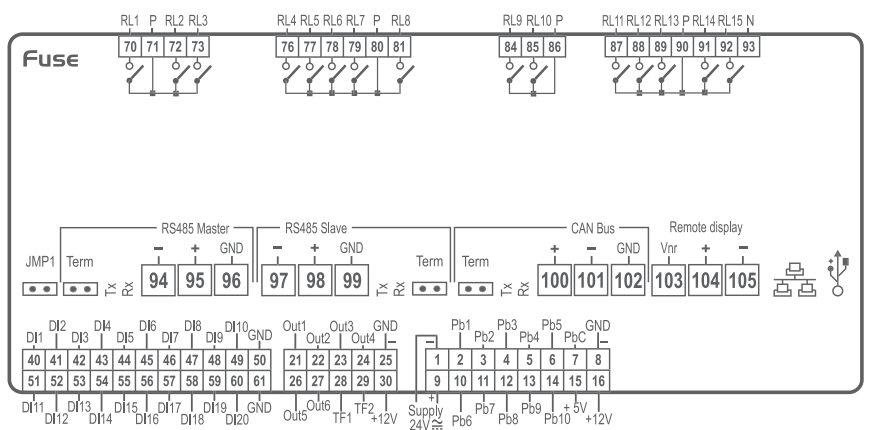 RL1 P RL2 RL3 RL4 RL5 RL6 RL7 P RL8 RL9 RL10 P RL11 RL12 RL13 P RL14 RL15 N
70 71 72 73 76 77 78 79 80 81 84 85 86 87 88 89 90 91 92 93
Fuse
RS485 Master RS485 Slave CAN Bus Remote display
JMP1 Term − + GND − + GND Term Term + − GND Vnr + −
Tx Rx 94 95 96 97 98 99 Tx Rx Tx Rx 100 101 102 103 104 105
DI2 DI4 DI6 DI8 DI10 Out1 Out3 GND Pb1 Pb3 Pb5 GND
DI1 DI3 DI5 DI7 DI9 GND Out2 Out4 − Pb2 Pb4 PbC −
40 41 42 43 44 45 46 47 48 49 50 21 22 23 24 25 − 1 2 3 4 5 6 7 8
51 52 53 54 55 56 57 58 59 60 61 26 27 28 29 30 9 10 11 12 13 14 15 16
DI11 DI13 DI15 DI17 DI19 GND Out6 TF2 + Supply Pb7 Pb9 + 5V
DI12 DI14 DI16 DI18 DI20 Out5 TF1 +12V 24V Pb6 Pb8 Pb10 +12V